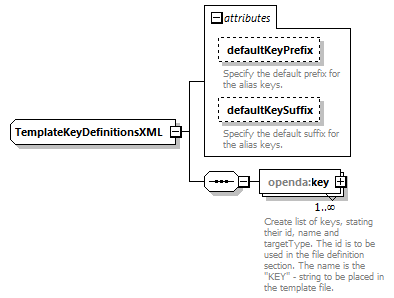 attributes
defaultKeyPrefix
Specify the default prefix for
the alias keys.
defaultKeySuffix
Specify the default suffix for
the alias keys.
TemplateKeyDefinitionsXML
openda:key
1..∞
Create list of keys, stating
their id, name and
targetType. The id is to be
used in the file definition
section. The name is the
"KEY" - string to be placed in
the template file.